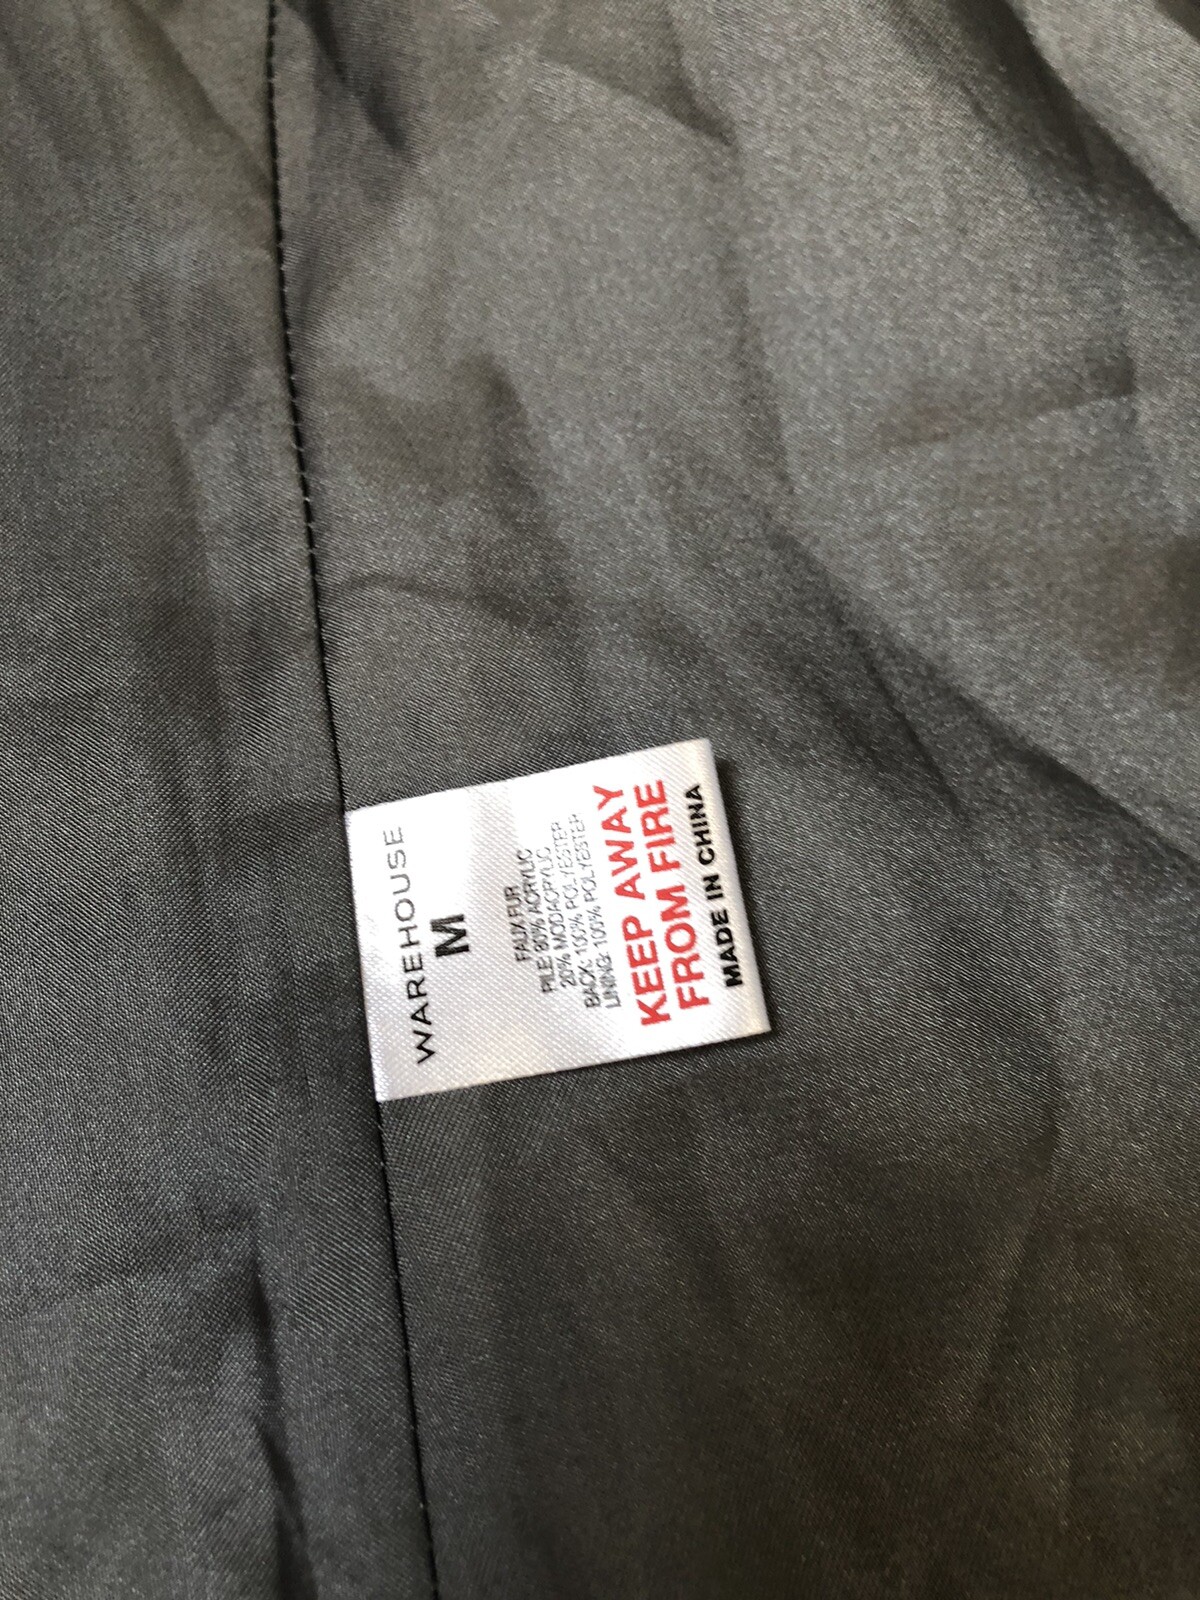 WAREHOUSE
M
FAUX FUR
PILE: 80% ACRYLIC
20% MODACRYLIC
BACK: 100% POLYESTER
LINING: 100% POLYESTER
KEEP AWAY
FROM FIRE
MADE IN CHINA